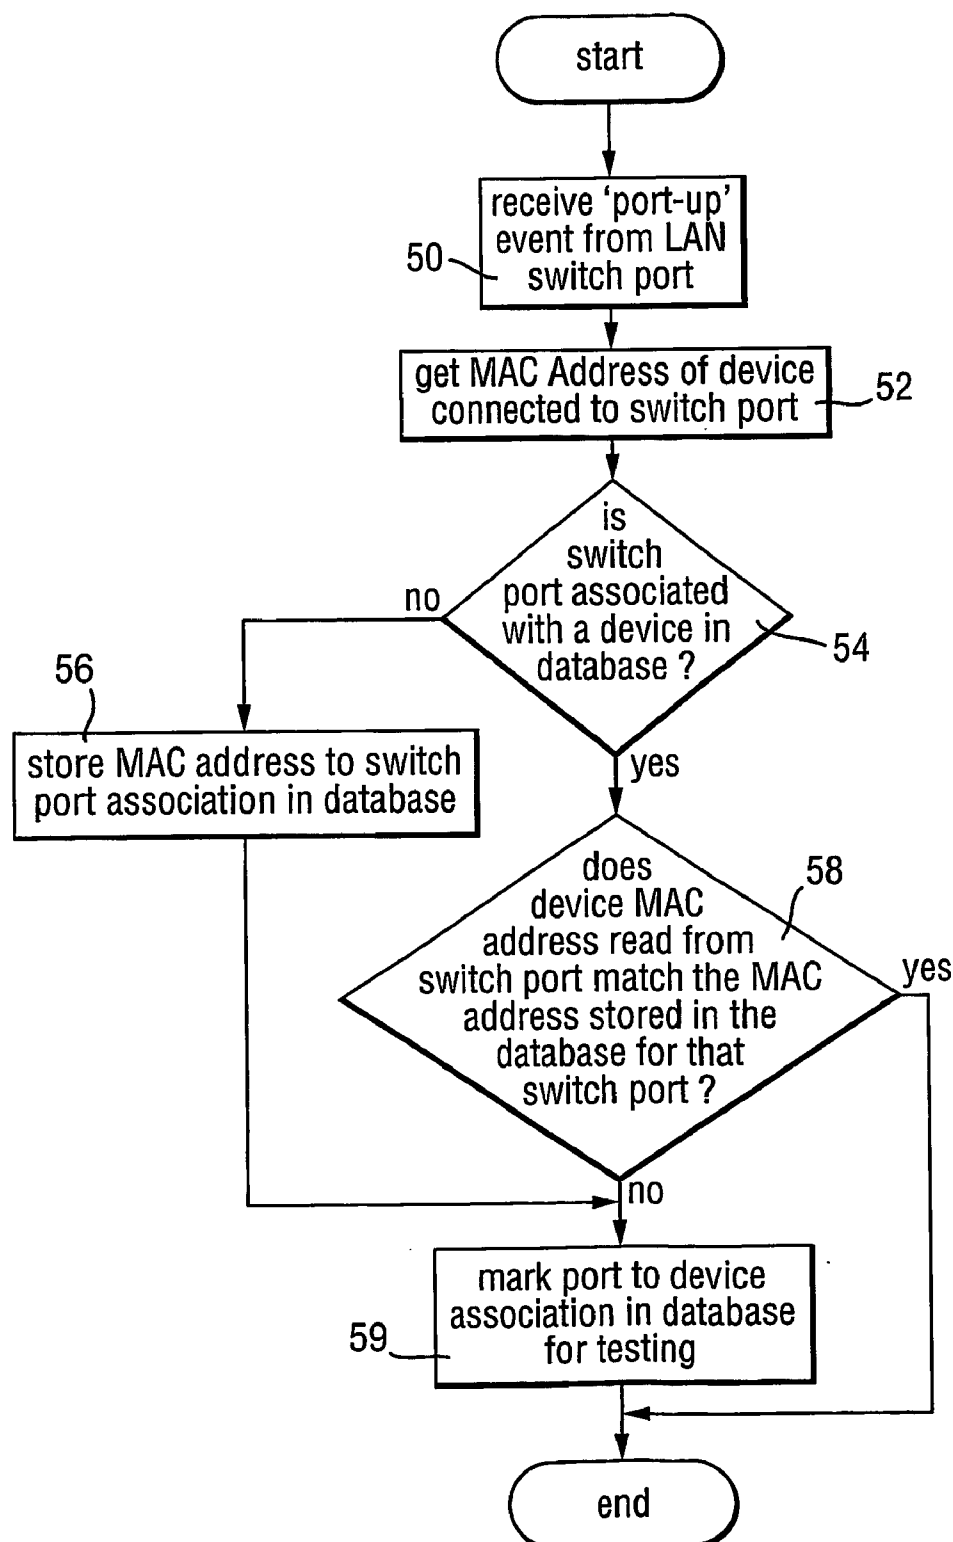 start
receive 'port-up'
event from LAN
switch port
50
get MAC Address of device
connected to switch port
52
is
switch
port associated
with a device in
database ?
54
no
yes
56
store MAC address to switch
port association in database
does
device MAC
address read from
switch port match the MAC
address stored in the
database for that
switch port ?
58
yes
no
mark port to device
association in database
for testing
59
end